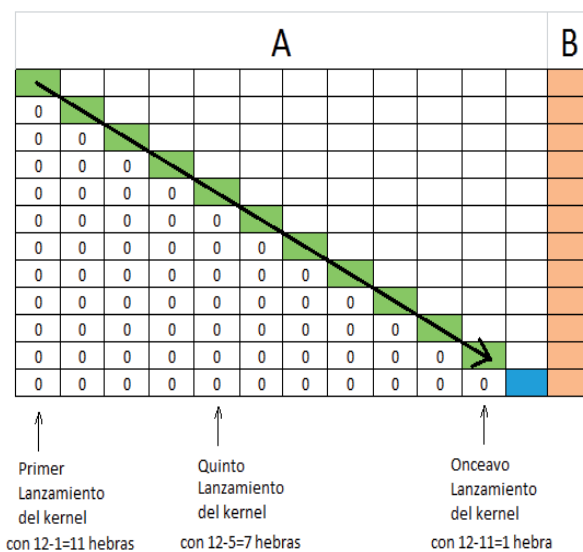 A B
0
0 0
0 0 0
0 0 0 0
0 0 0 0 0
0 0 0 0 0 0
0 0 0 0 0 0 0
0 0 0 0 0 0 0 0
0 0 0 0 0 0 0 0 0
0 0 0 0 0 0 0 0 0 0
0 0 0 0 0 0 0 0 0 0 0
Primer
Lanzamiento
del kernel
con 12-1=11 hebras
Quinto
Lanzamiento
del kernel
con 12-5=7 hebras
Onceavo
Lanzamiento
del kernel
con 12-11=1 hebra